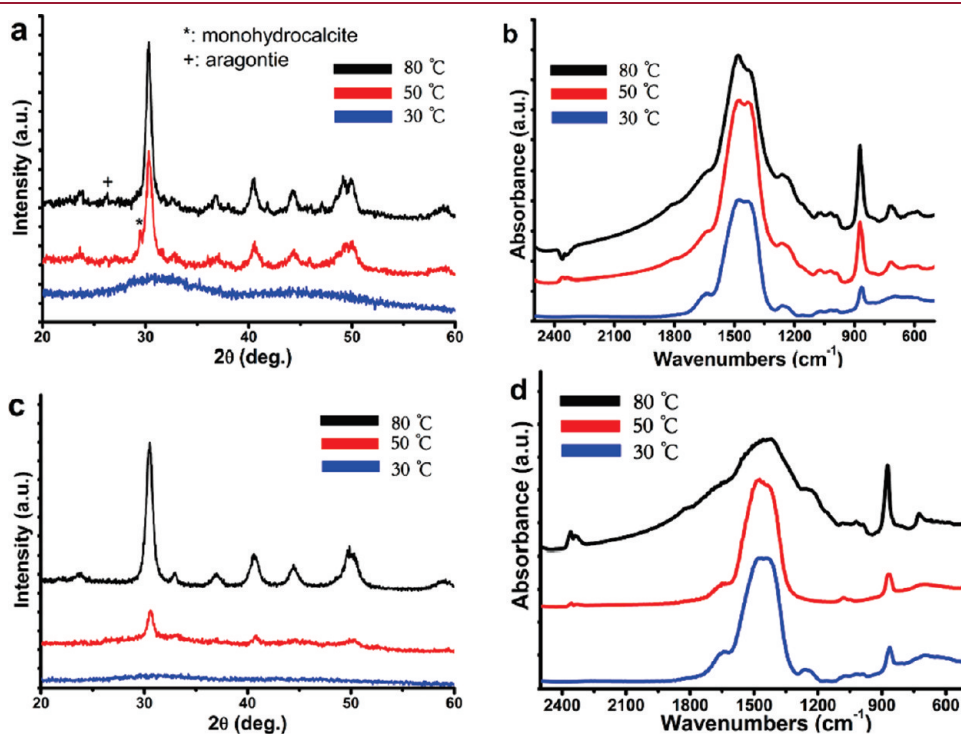 a
*: monohydrocalcite
+: aragontie
80 ℃
50 ℃
30 ℃
+
*
Intensity (a.u.)
20 30 40 50 60
2θ (deg.)
b
80 ℃
50 ℃
30 ℃
Absorbance (a.u.)
2400 2100 1800 1500 1200 900 600
Wavenumbers (cm⁻¹)
c
80 ℃
50 ℃
30 ℃
Intensity (a.u.)
20 30 40 50 60
2θ (deg.)
d
80 ℃
50 ℃
30 ℃
Absorbance (a.u.)
2400 2100 1800 1500 1200 900 600
Wavenumbers (cm⁻¹)